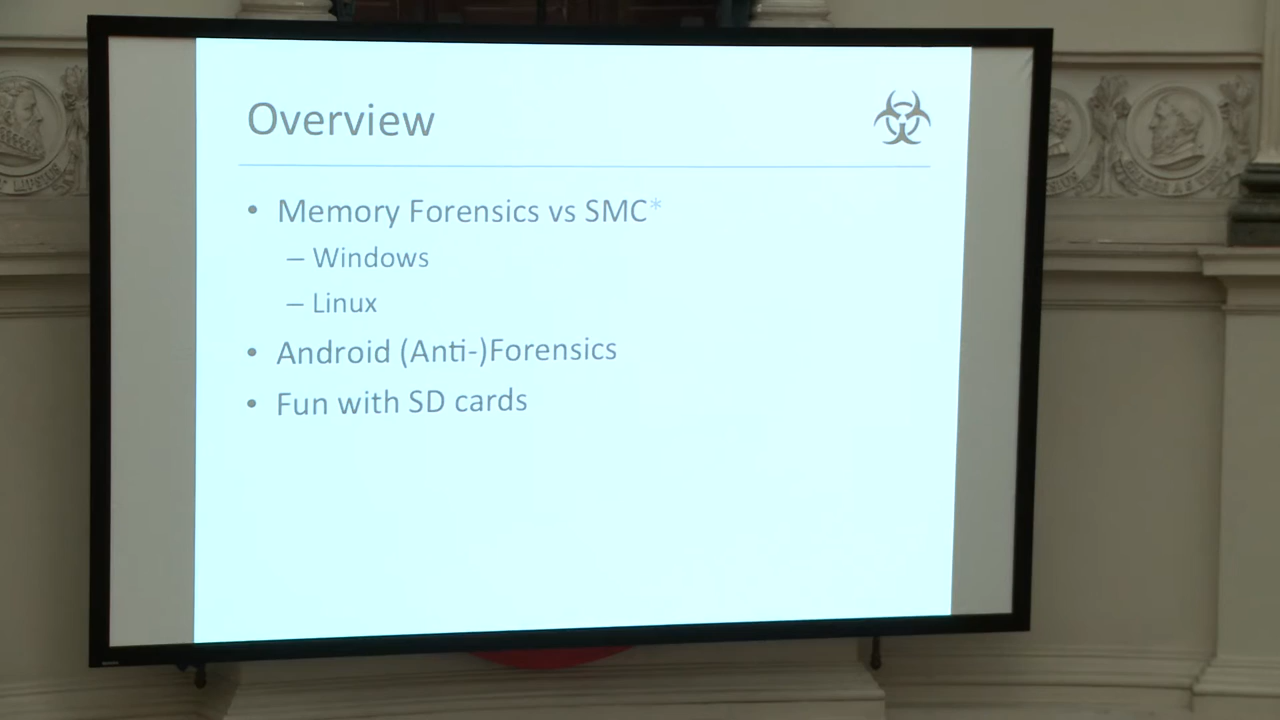 Overview
• Memory Forensics vs SMC*
– Windows
– Linux
• Android (Anti-)Forensics
• Fun with SD cards